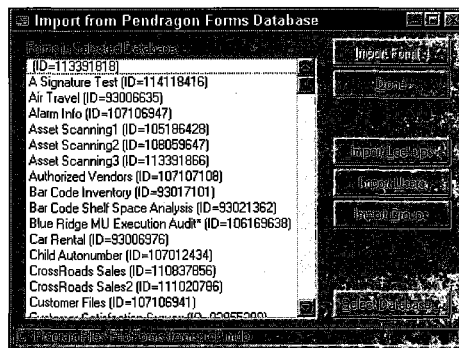 Import from Pendragon Forms Database
Forms in Selected Database:
(ID=113391818)
A Signature Test (ID=114118416)
Air Travel (ID=93006635)
Alarm Info (ID=107106947)
Asset Scanning1 (ID=105186428)
Asset Scanning2 (ID=108059647)
Asset Scanning3 (ID=113391866)
Authorized Vendors (ID=107107108)
Bar Code Inventory (ID=93017101)
Bar Code Shelf Space Analysis (ID=93021362)
Blue Ridge MU Execution Audit* (ID=106169638)
Car Rental (ID=93006976)
Child Autonumber (ID=107012434)
CrossRoads Sales (ID=110837856)
CrossRoads Sales2 (ID=111020786)
Customer Files (ID=107106941)
Import Form
Done
Import Lookups
Import Users
Import Groups
Select Database